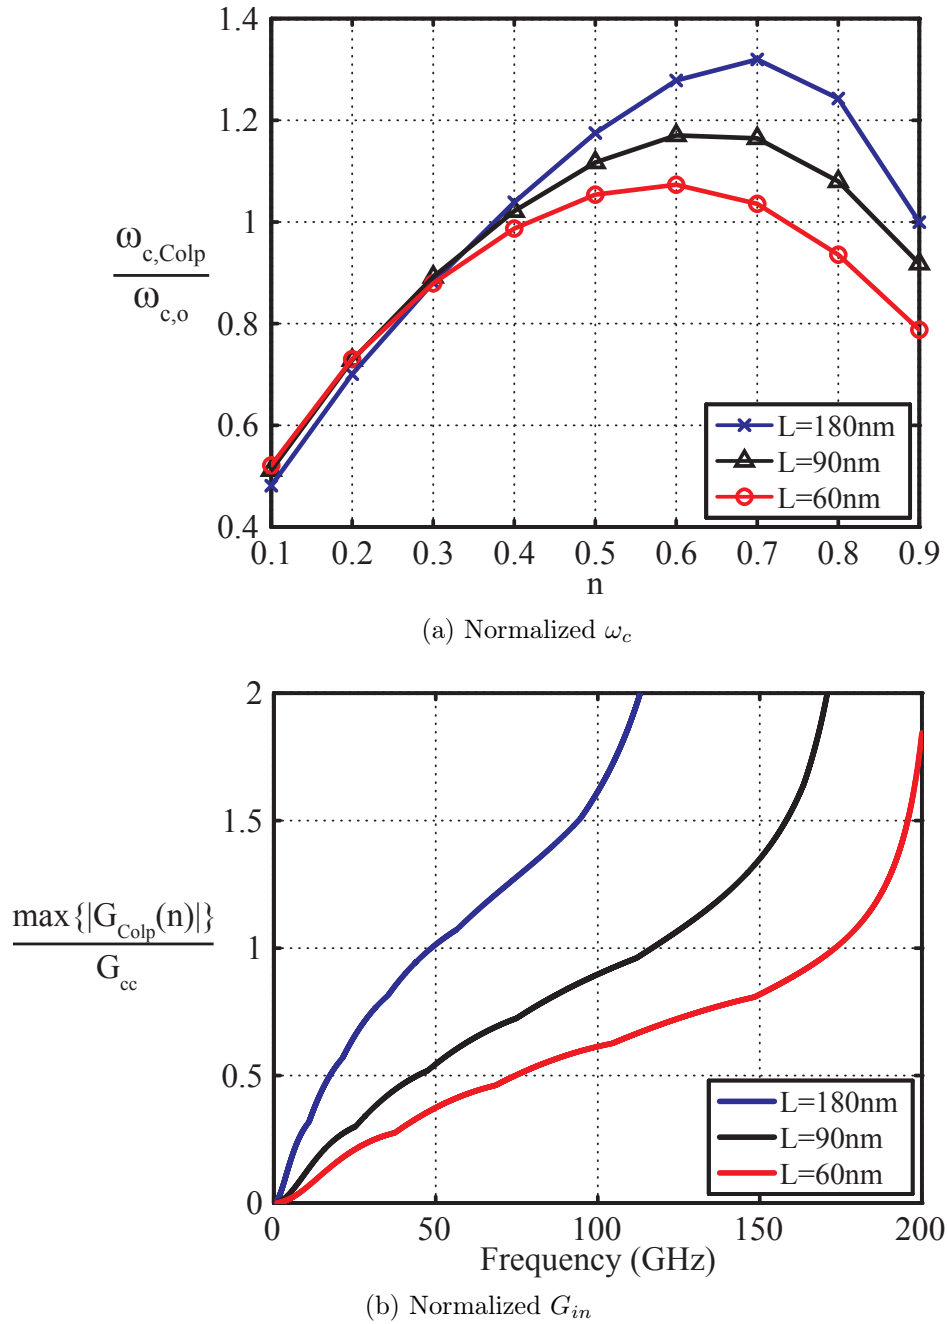 1.4
1.2
1
0.8
0.6
0.4
ω_c,Colp
ω_c,o
L=180nm
L=90nm
L=60nm
0.1 0.2 0.3 0.4 0.5 0.6 0.7 0.8 0.9
n
(a) Normalized ω_c
2
1.5
1
0.5
0
max{|G_Colp(n)|}
G_cc
L=180nm
L=90nm
L=60nm
0 50 100 150 200
Frequency (GHz)
(b) Normalized G_in